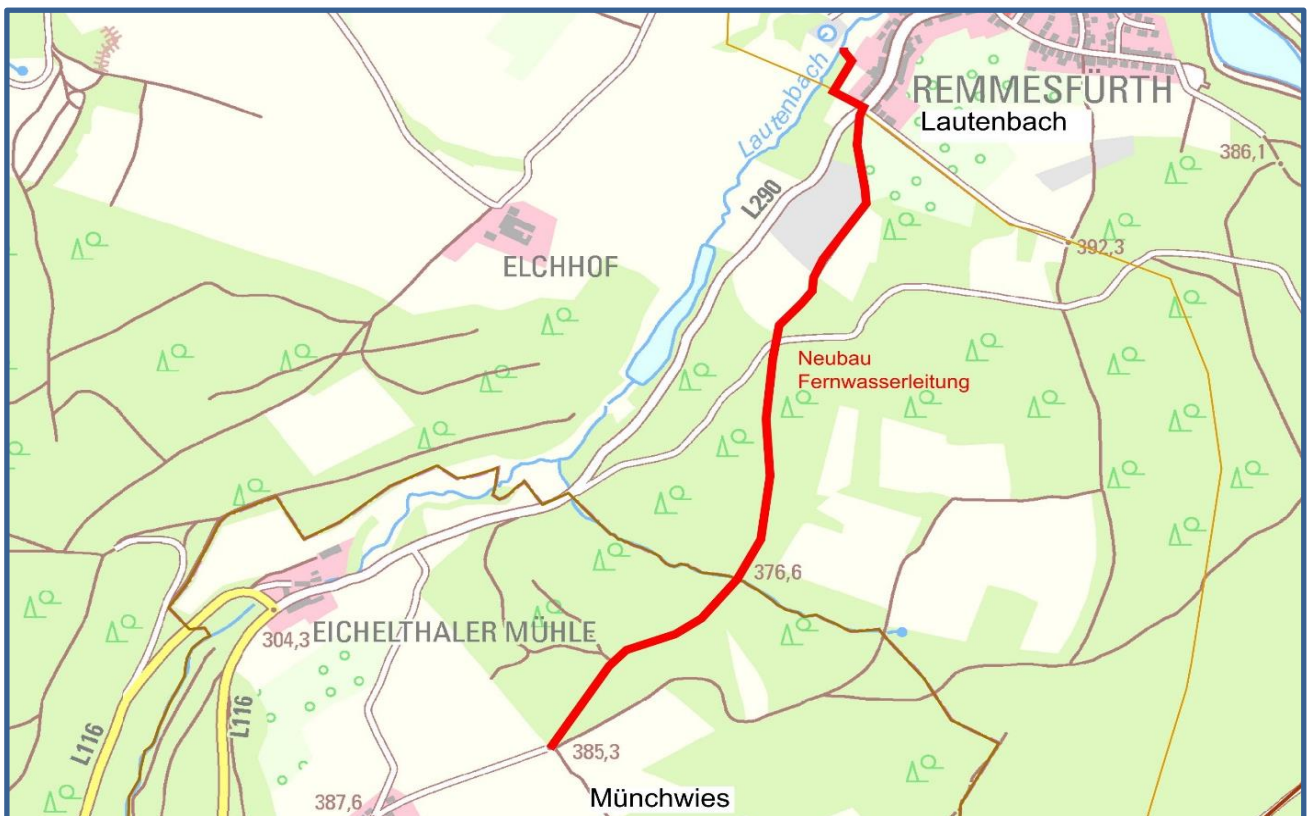 Lautenbach
REMMESFÜRTH
Lautenbach
386,1
L290
392,3
ELCHHOF
Neubau
Fernwasserleitung
376,6
304,3
EICHELTHALER MÜHLE
L116
L116
385,3
387,6
Münchwies